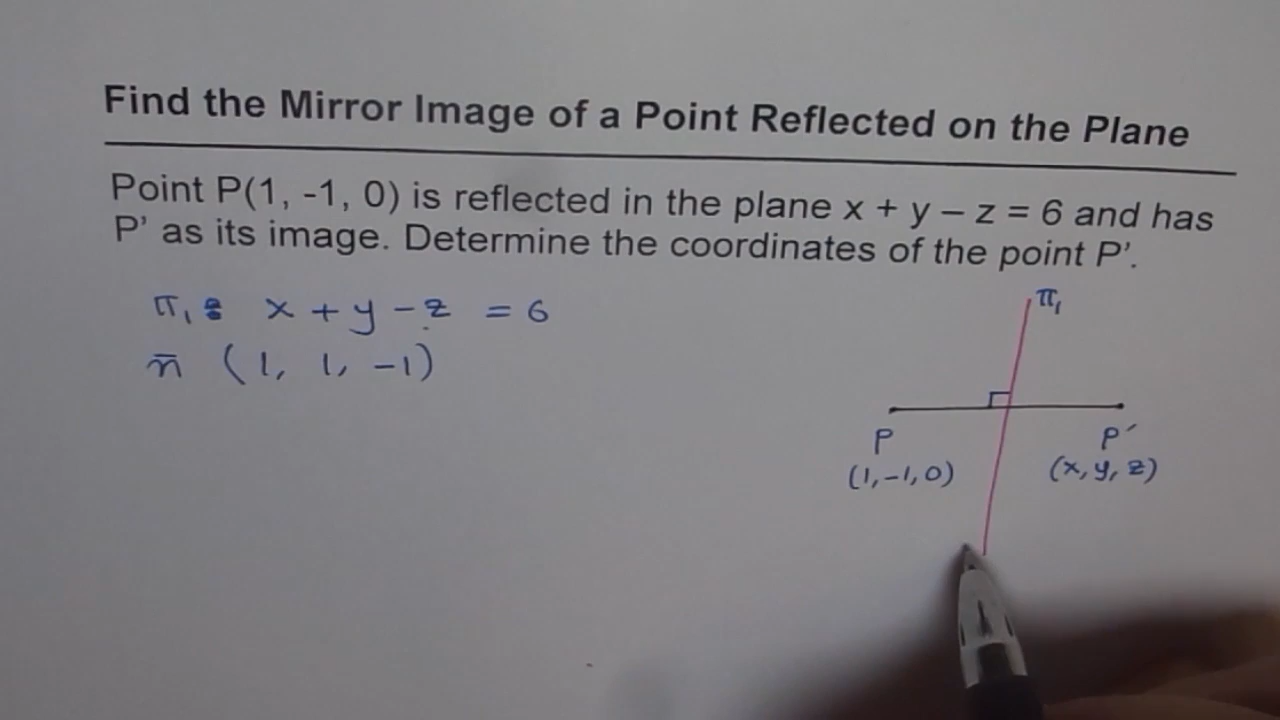 Find the Mirror Image of a Point Reflected on the Plane
Point P(1, -1, 0) is reflected in the plane x + y – z = 6 and has
P' as its image. Determine the coordinates of the point P'.
π₁ : x + y - z = 6
n̄ (1, 1, -1)
π₁
P
P′
(1, -1, 0)
(x, y, z)